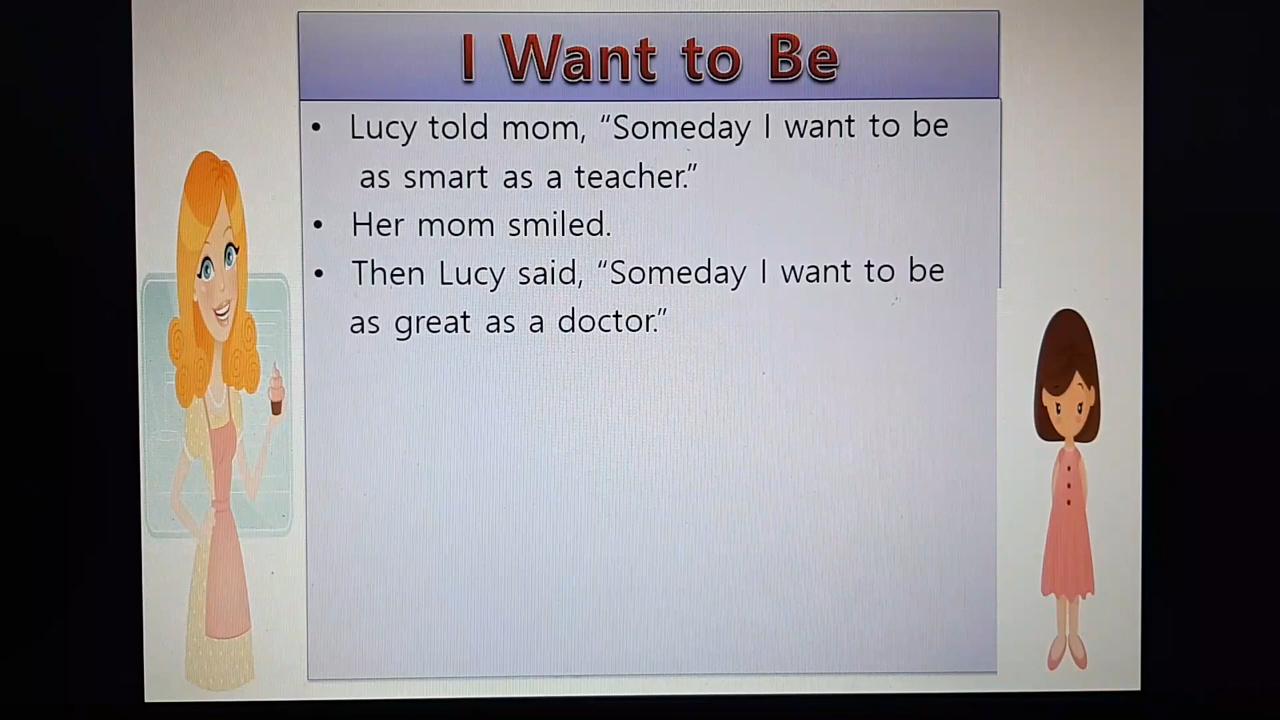 I Want to Be
• Lucy told mom, “Someday I want to be
as smart as a teacher.”
• Her mom smiled.
• Then Lucy said, “Someday I want to be
as great as a doctor.”